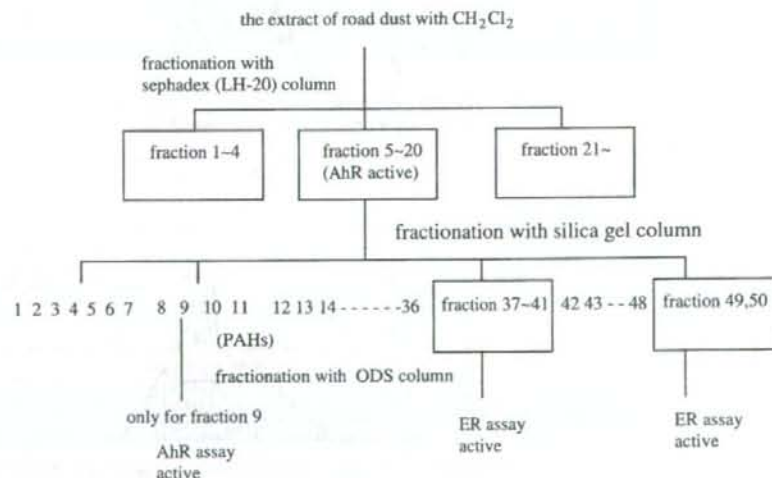 the extract of road dust with CH2Cl2
fractionation with
sephadex (LH-20) column
fraction 1~4
fraction 5~20
(AhR active)
fraction 21~
fractionation with silica gel column
1 2 3 4 5 6 7 8 9 10 11 12 13 14 - - - - - -36
fraction 37~41
42 43 - - 48
fraction 49,50
(PAHs)
fractionation with ODS column
only for fraction 9
AhR assay
active
ER assay
active
ER assay
active